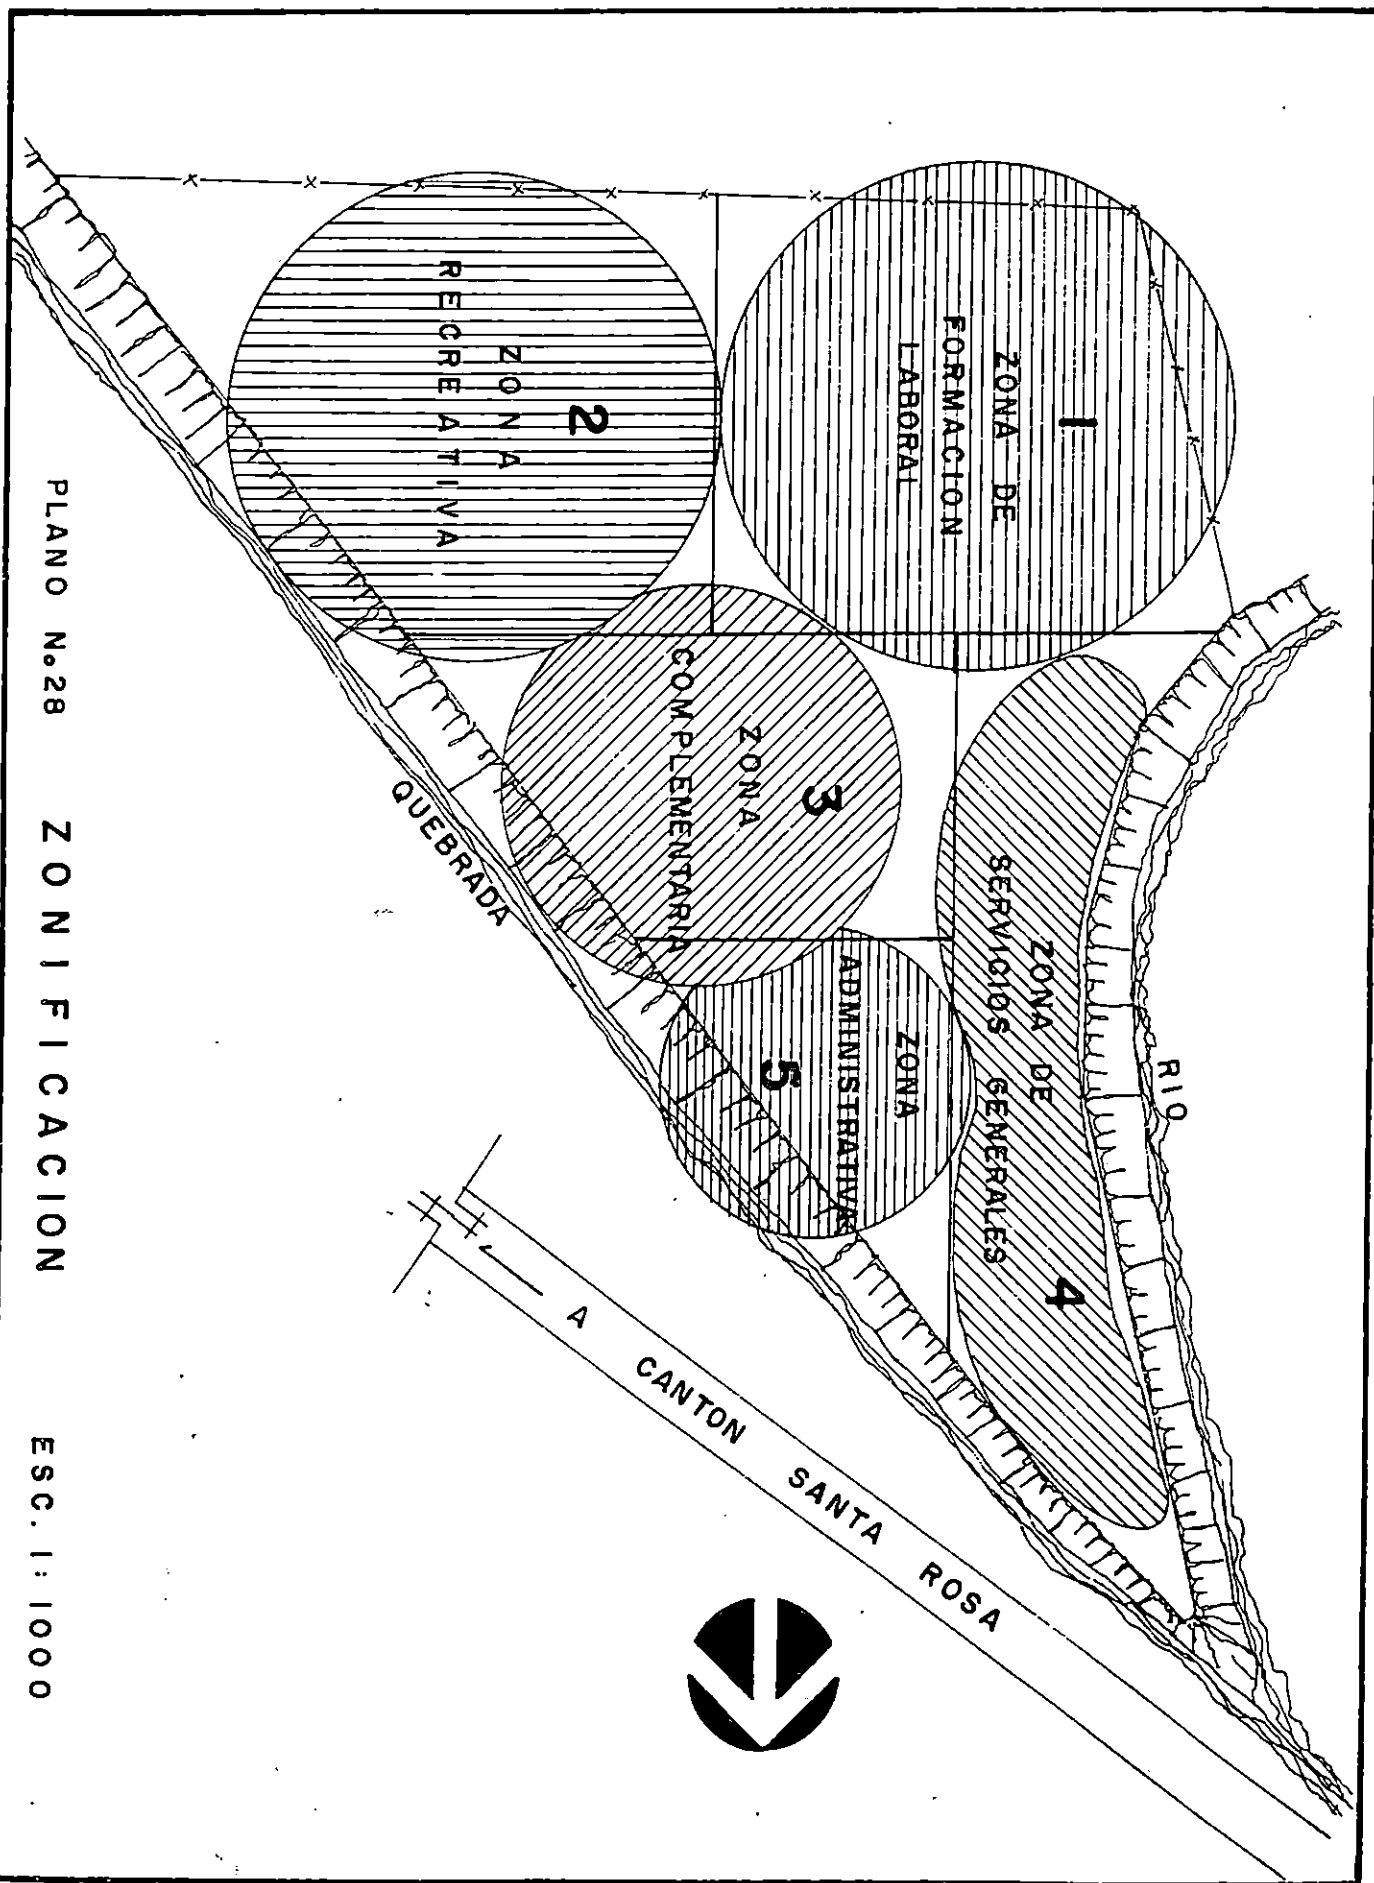 1
ZONA DE
FORMACION
LABORAL
2
ZONA
RECREATIVA
3
ZONA
COMPLEMENTARIA
RIO
4
ZONA DE
SERVICIOS GENERALES
ZONA
ADMINISTRATIVA
5
QUEBRADA
A CANTON SANTA ROSA
PLANO No.28 ZONIFICACION ESC. 1:1000